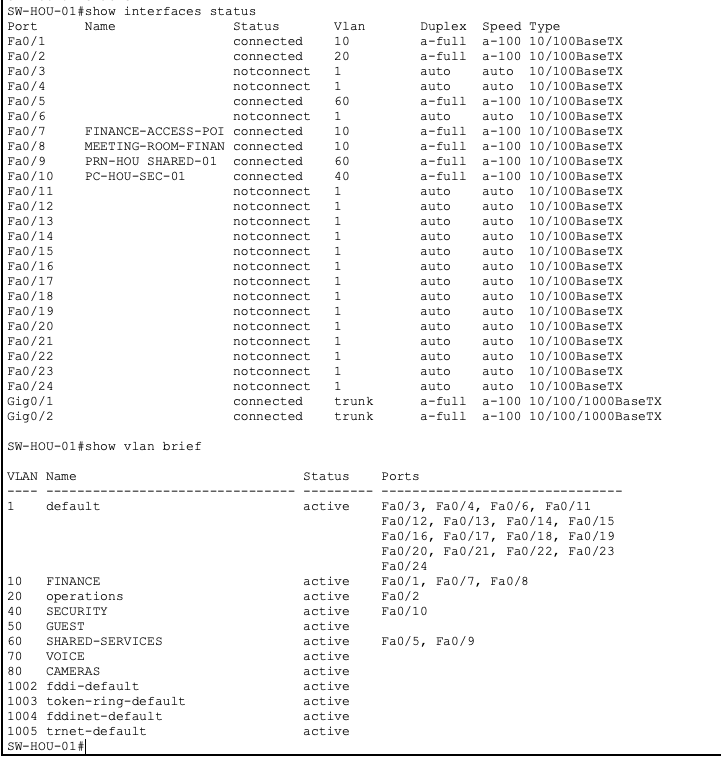 SW-HOU-01#show interfaces status
Port      Name               Status       Vlan       Duplex  Speed Type
Fa0/1                        connected    10         a-full  a-100 10/100BaseTX
Fa0/2                        connected    20         a-full  a-100 10/100BaseTX
Fa0/3                        notconnect   1          auto    auto  10/100BaseTX
Fa0/4                        notconnect   1          auto    auto  10/100BaseTX
Fa0/5                        connected    60         a-full  a-100 10/100BaseTX
Fa0/6                        notconnect   1          auto    auto  10/100BaseTX
Fa0/7     FINANCE-ACCESS-POI connected    10         a-full  a-100 10/100BaseTX
Fa0/8     MEETING-ROOM-FINAN connected    10         a-full  a-100 10/100BaseTX
Fa0/9     PRN-HOU SHARED-01  connected    60         a-full  a-100 10/100BaseTX
Fa0/10    PC-HOU-SEC-01      connected    40         a-full  a-100 10/100BaseTX
Fa0/11                       notconnect   1          auto    auto  10/100BaseTX
Fa0/12                       notconnect   1          auto    auto  10/100BaseTX
Fa0/13                       notconnect   1          auto    auto  10/100BaseTX
Fa0/14                       notconnect   1          auto    auto  10/100BaseTX
Fa0/15                       notconnect   1          auto    auto  10/100BaseTX
Fa0/16                       notconnect   1          auto    auto  10/100BaseTX
Fa0/17                       notconnect   1          auto    auto  10/100BaseTX
Fa0/18                       notconnect   1          auto    auto  10/100BaseTX
Fa0/19                       notconnect   1          auto    auto  10/100BaseTX
Fa0/20                       notconnect   1          auto    auto  10/100BaseTX
Fa0/21                       notconnect   1          auto    auto  10/100BaseTX
Fa0/22                       notconnect   1          auto    auto  10/100BaseTX
Fa0/23                       notconnect   1          auto    auto  10/100BaseTX
Fa0/24                       notconnect   1          auto    auto  10/100BaseTX
Gig0/1                       connected    trunk      a-full  a-100 10/100/1000BaseTX
Gig0/2                       connected    trunk      a-full  a-100 10/100/1000BaseTX
SW-HOU-01#show vlan brief
VLAN Name                             Status    Ports
---- -------------------------------- --------- -------------------------------
1    default                          active    Fa0/3, Fa0/4, Fa0/6, Fa0/11
                                                Fa0/12, Fa0/13, Fa0/14, Fa0/15
                                                Fa0/16, Fa0/17, Fa0/18, Fa0/19
                                                Fa0/20, Fa0/21, Fa0/22, Fa0/23
                                                Fa0/24
10   FINANCE                          active    Fa0/1, Fa0/7, Fa0/8
20   operations                       active    Fa0/2
40   SECURITY                         active    Fa0/10
50   GUEST                            active
60   SHARED-SERVICES                  active    Fa0/5, Fa0/9
70   VOICE                            active
80   CAMERAS                          active
1002 fddi-default                     active
1003 token-ring-default               active
1004 fddinet-default                  active
1005 trnet-default                    active
SW-HOU-01#